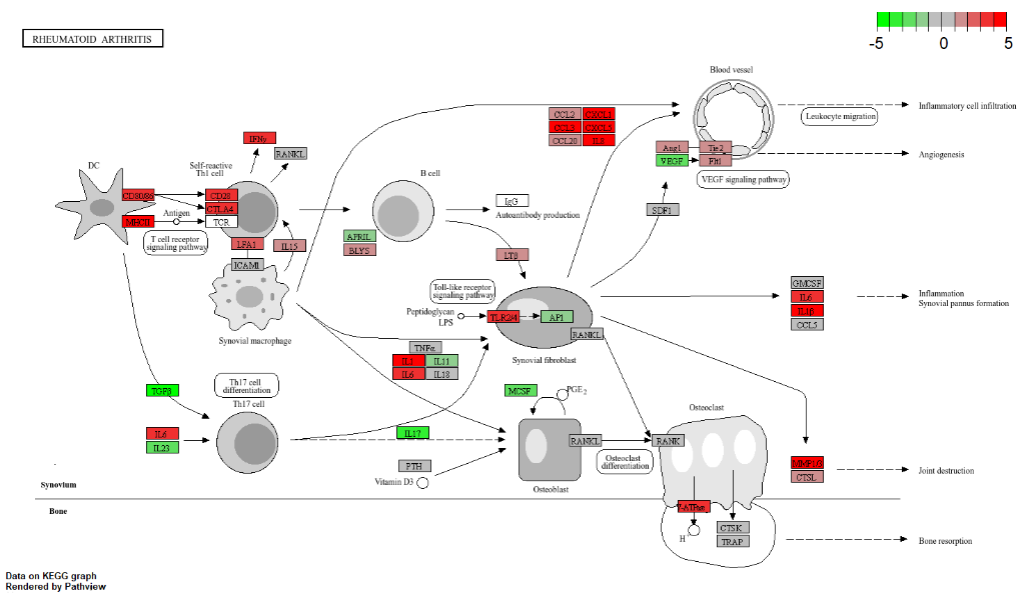 RHEUMATOID ARTHRITIS
-5 0 5
Blood vessel
Inflammatory cell infiltration
Leukocyte migration
CCL2 CXCL1
CCL3 CXCL5
CCL20 IL8
Ang1 Tie2
VEGF Flt1
Angiogenesis
VEGF signaling pathway
SDF1
IFNγ
RANKL
DC
Self-reactive
Th1 cell
CD80/86 CD28
CTLA4
Antigen
MHCII TCR
T cell receptor
signaling pathway
LFA1 IL15
ICAM1
Synovial macrophage
B cell
IgG
Autoantibody production
APRIL
BLYS
LTβ
Toll-like receptor
signaling pathway
Peptidoglycan
LPS
TLR2/4 AP1
RANKL
Synovial fibroblast
GMCSF
IL6
IL1β
CCL5
Inflammation
Synovial pannus formation
TNFα
IL1 IL11
IL6 IL18
TGFβ
Th17 cell
differentiation
Th17 cell
IL6
IL23
IL17
MCSF
PGE2
RANKL
RANK
Osteoclast
differentiation
Osteoclast
Osteoblast
PTH
Vitamin D3
MMP1/3
CTSL
Joint destruction
Synovium
Bone
V-ATPase
H+
CTSK
TRAP
Bone resorption
Data on KEGG graph
Rendered by Pathview